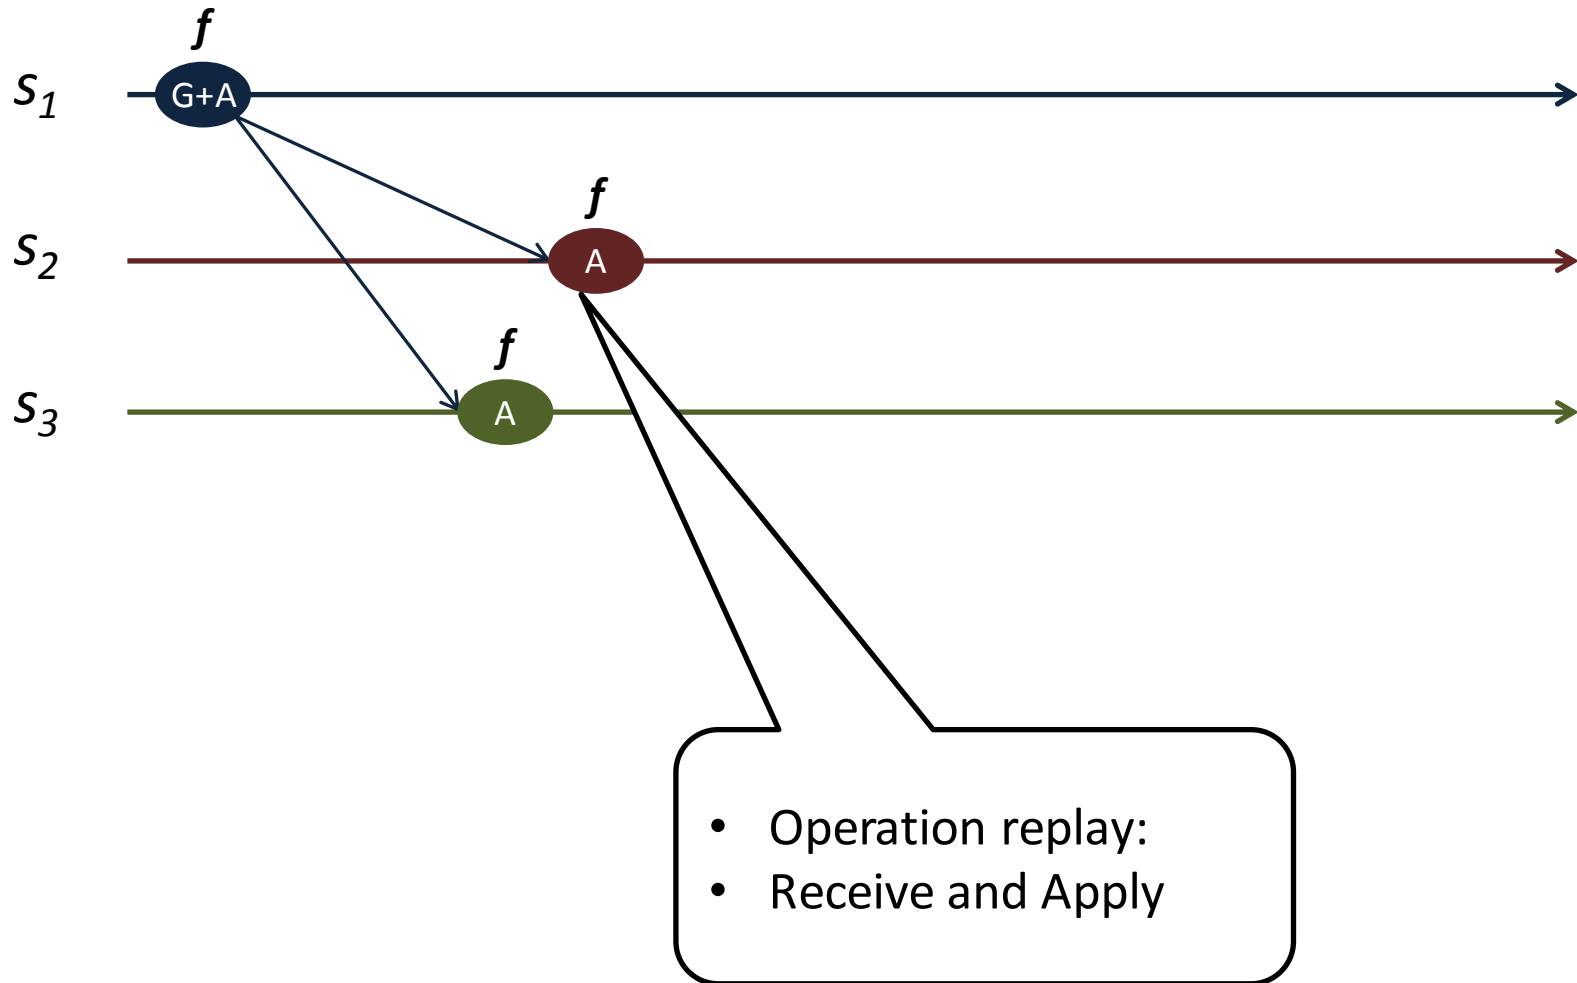 f
S1 G+A
f
S2 A
f
S3 A
• Operation replay:
• Receive and Apply